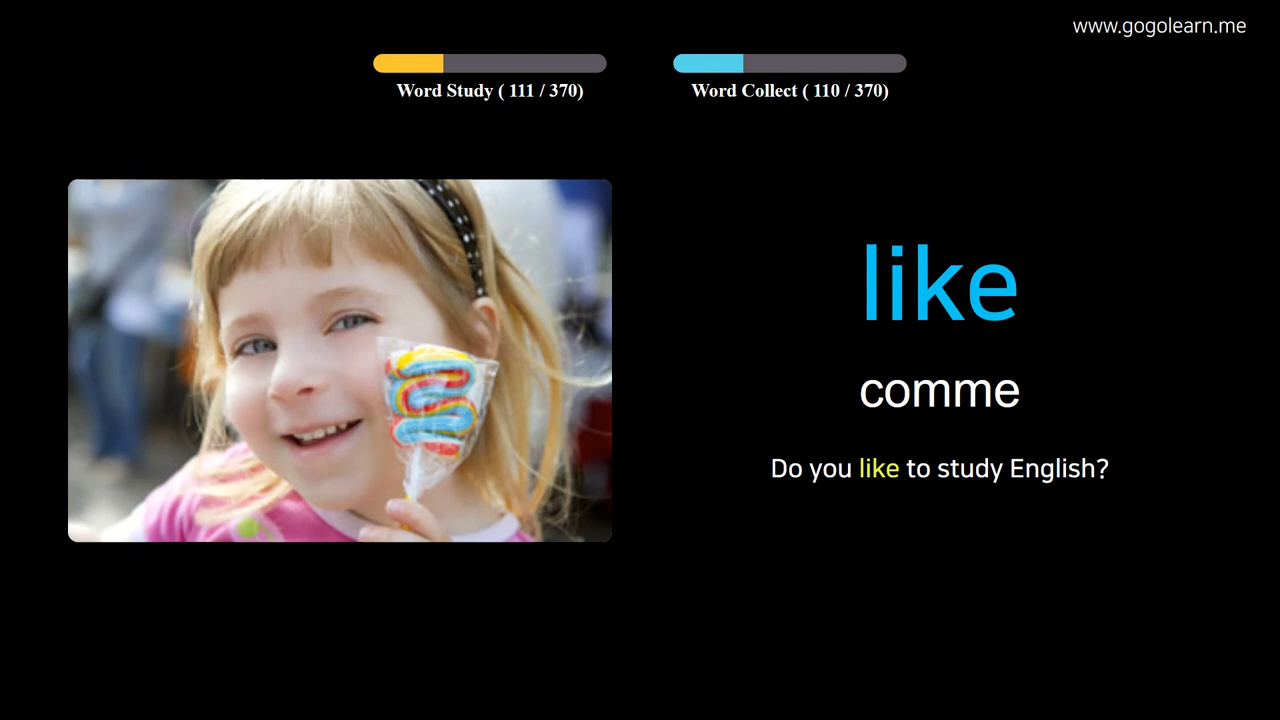 www.gogolearn.me
Word Study ( 111 / 370)
Word Collect ( 110 / 370)
like
comme
Do you like to study English?